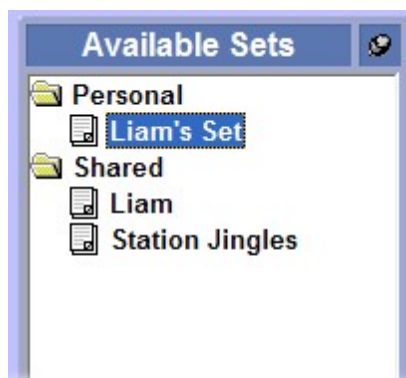 Available Sets
Personal
Liam's Set
Shared
Liam
Station Jingles